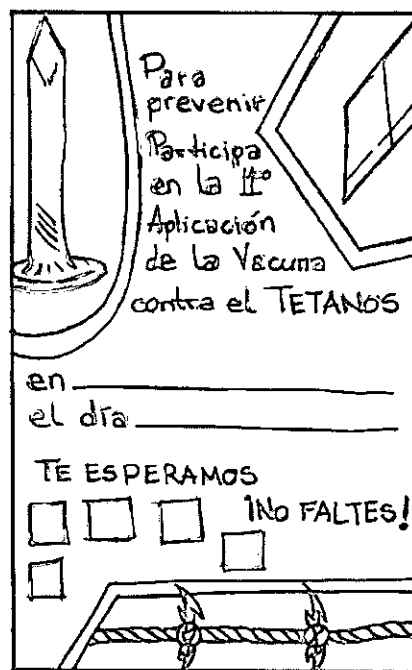 Para
prevenir
Participa
en la IIº
Aplicación
de la Vacuna
contra el TETANOS
en
el día
TE ESPERAMOS
¡NO FALTES!